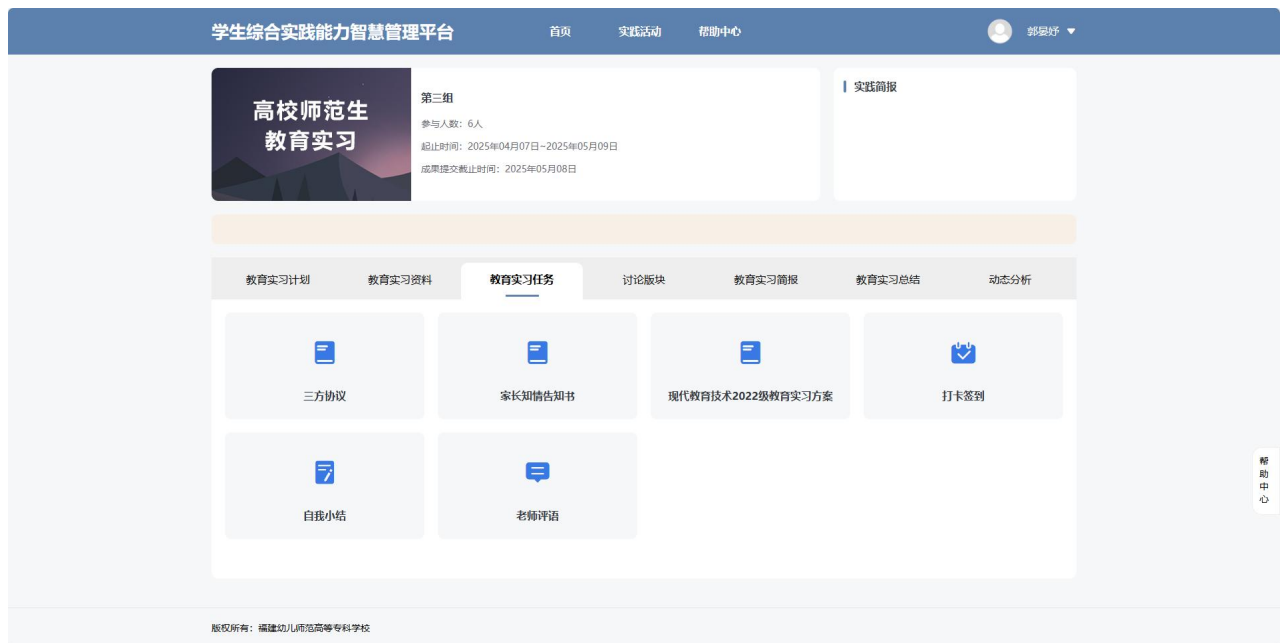 学生综合实践能力智慧管理平台 首页 实践活动 帮助中心 郭晏妤
高校师范生
教育实习
第三组
参与人数：6人
起止时间：2025年04月07日~2025年05月09日
成果提交截止时间：2025年05月08日
实践简报
教育实习计划 教育实习资料 教育实习任务 讨论版块 教育实习简报 教育实习总结 动态分析
三方协议 家长知情告知书 现代教育技术2022级教育实习方案 打卡签到
自我小结 老师评语
帮助中心
版权所有：福建幼儿师范高等专科学校